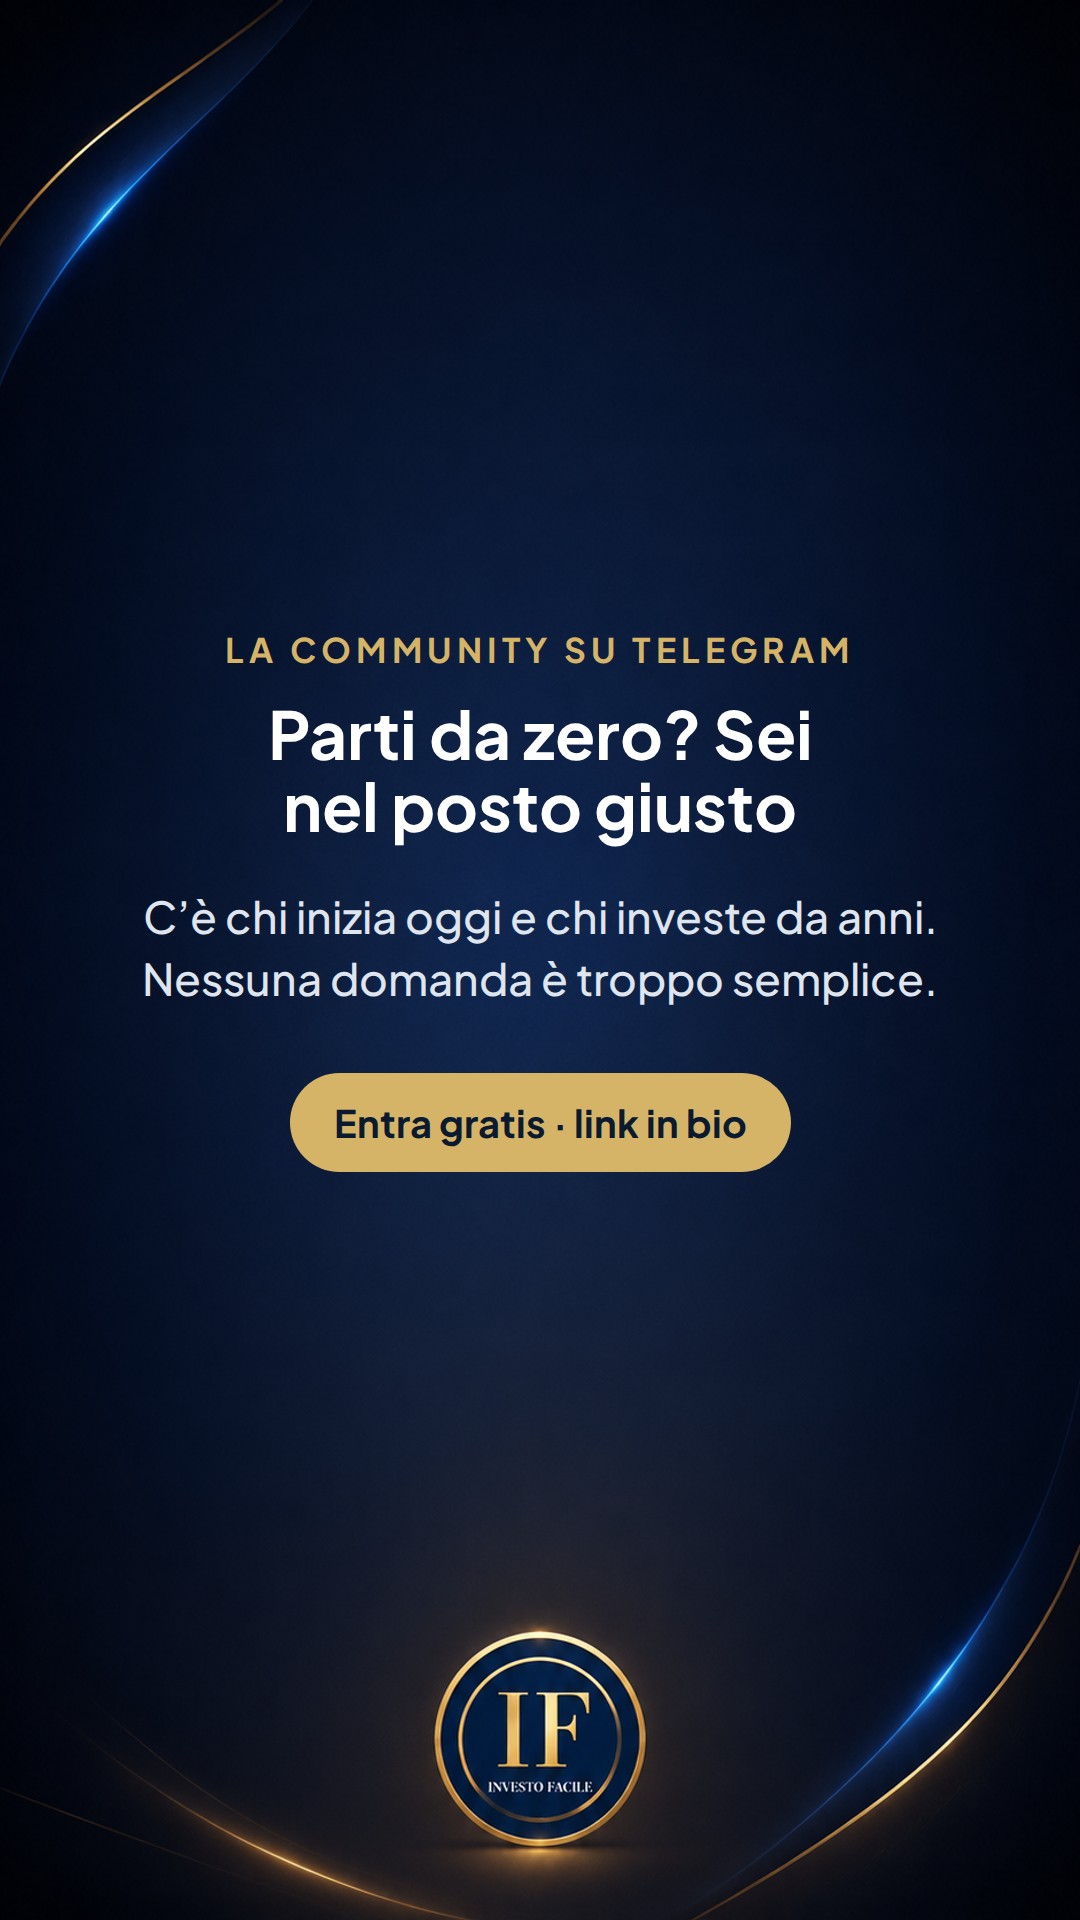 LA COMMUNITY SU TELEGRAM
Parti da zero? Sei
nel posto giusto
C’è chi inizia oggi e chi investe da anni.
Nessuna domanda è troppo semplice.
Entra gratis · link in bio
IF
INVESTO FACILE